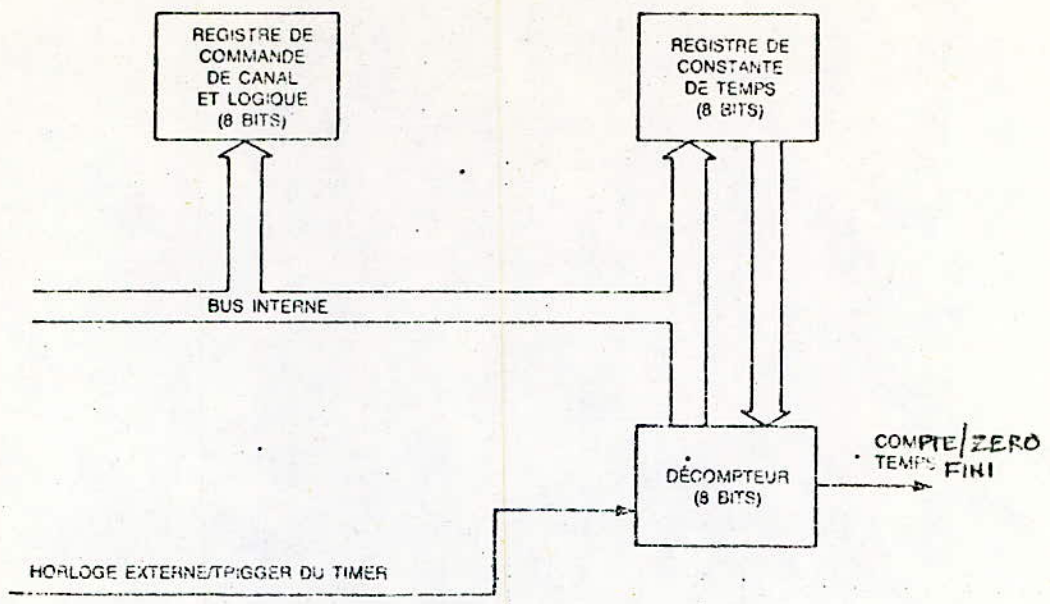 REGISTRE DE
COMMANDE
DE CANAL
ET LOGIQUE
(8 BITS)
REGISTRE DE
CONSTANTE
DE TEMPS
(8 BITS)
BUS INTERNE
DÉCOMPTEUR
(8 BITS)
COMPTE/ZERO
TEMPS FINI
HORLOGE EXTERNE/TRIGGER DU TIMER